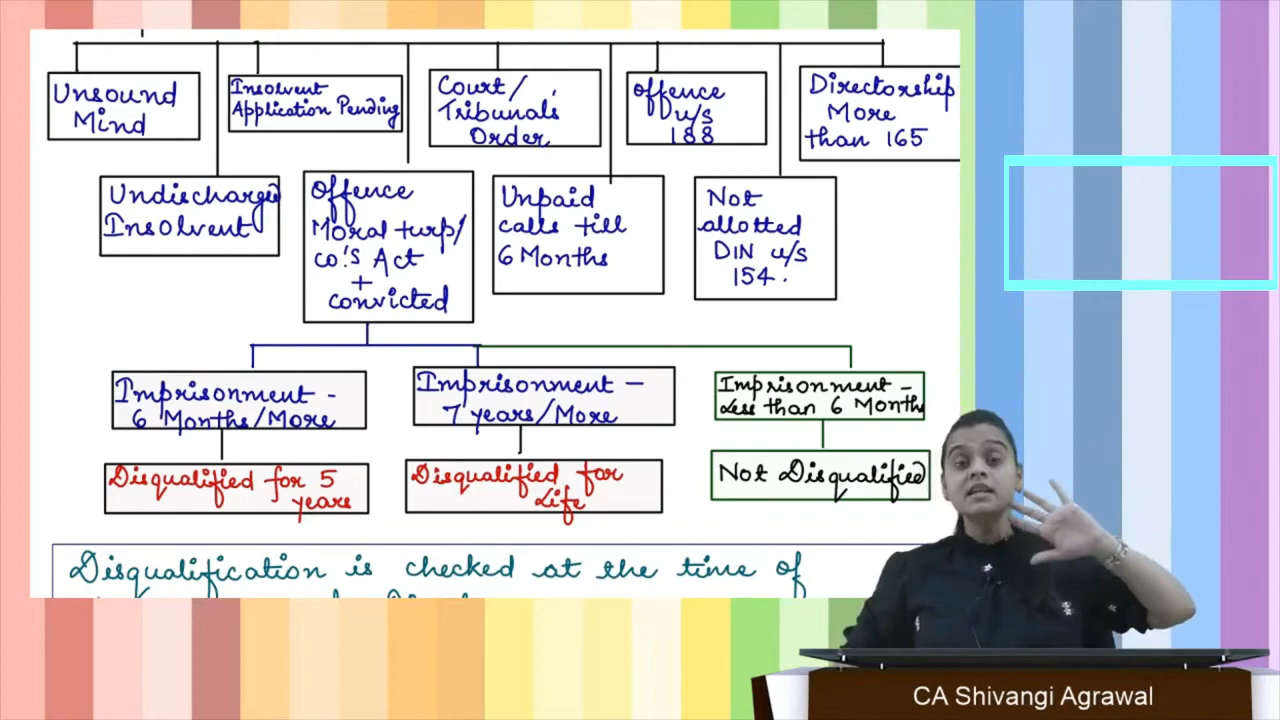 Unsound
Mind
Insolvent
Application Pending
Court/
Tribunal's
Order
Offence
u/s
188
Directorship
More
than 165
Undischarged
Insolvent
Offence
Moral turp/
co.'s Act
+
convicted
Unpaid
calls till
6 Months
Not
allotted
DIN u/s
154.
Imprisonment -
6 Months/More
Imprisonment -
7 years/More
Imprisonment -
Less than 6 Months
Disqualified for 5
years
Disqualified for
Life
Not Disqualified
Disqualification is checked at the time of
CA Shivangi Agrawal